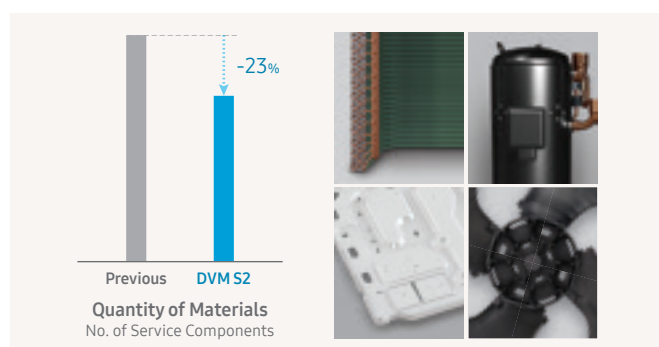 -23%
Previous
DVM S2
Quantity of Materials
No. of Service Components